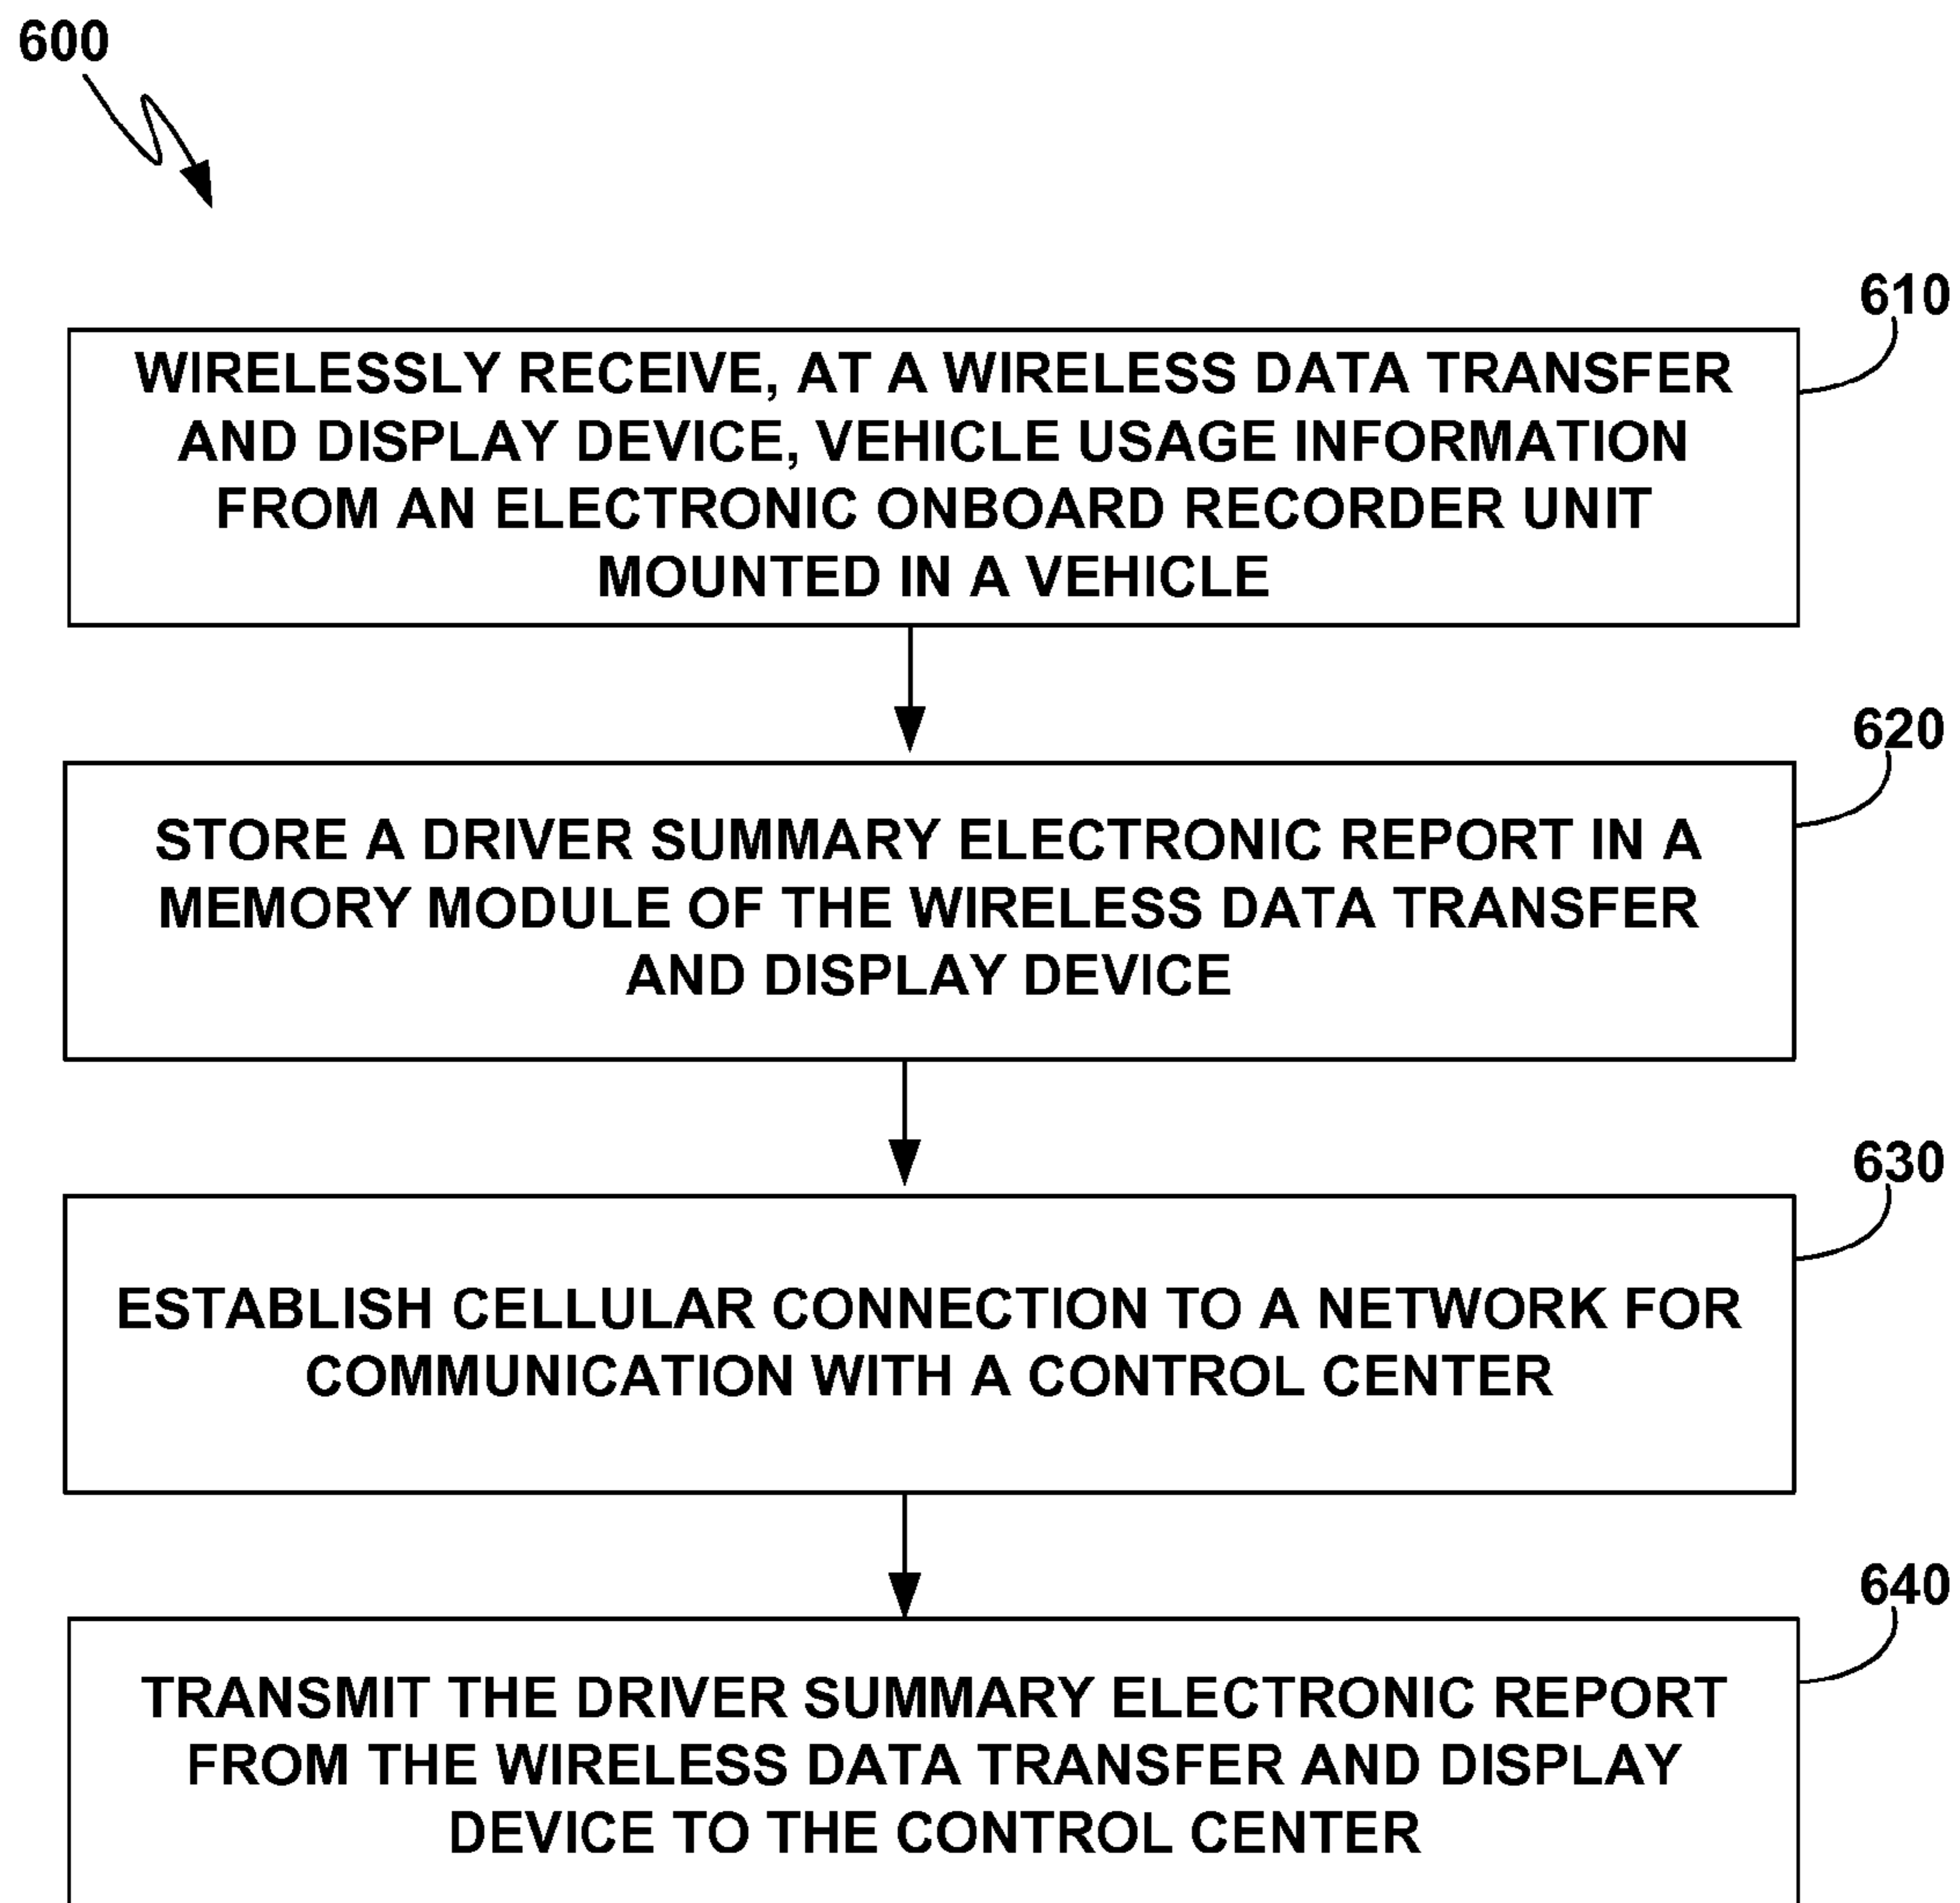 600
610
WIRELESSLY RECEIVE, AT A WIRELESS DATA TRANSFER
AND DISPLAY DEVICE, VEHICLE USAGE INFORMATION
FROM AN ELECTRONIC ONBOARD RECORDER UNIT
MOUNTED IN A VEHICLE
620
STORE A DRIVER SUMMARY ELECTRONIC REPORT IN A
MEMORY MODULE OF THE WIRELESS DATA TRANSFER
AND DISPLAY DEVICE
630
ESTABLISH CELLULAR CONNECTION TO A NETWORK FOR
COMMUNICATION WITH A CONTROL CENTER
640
TRANSMIT THE DRIVER SUMMARY ELECTRONIC REPORT
FROM THE WIRELESS DATA TRANSFER AND DISPLAY
DEVICE TO THE CONTROL CENTER